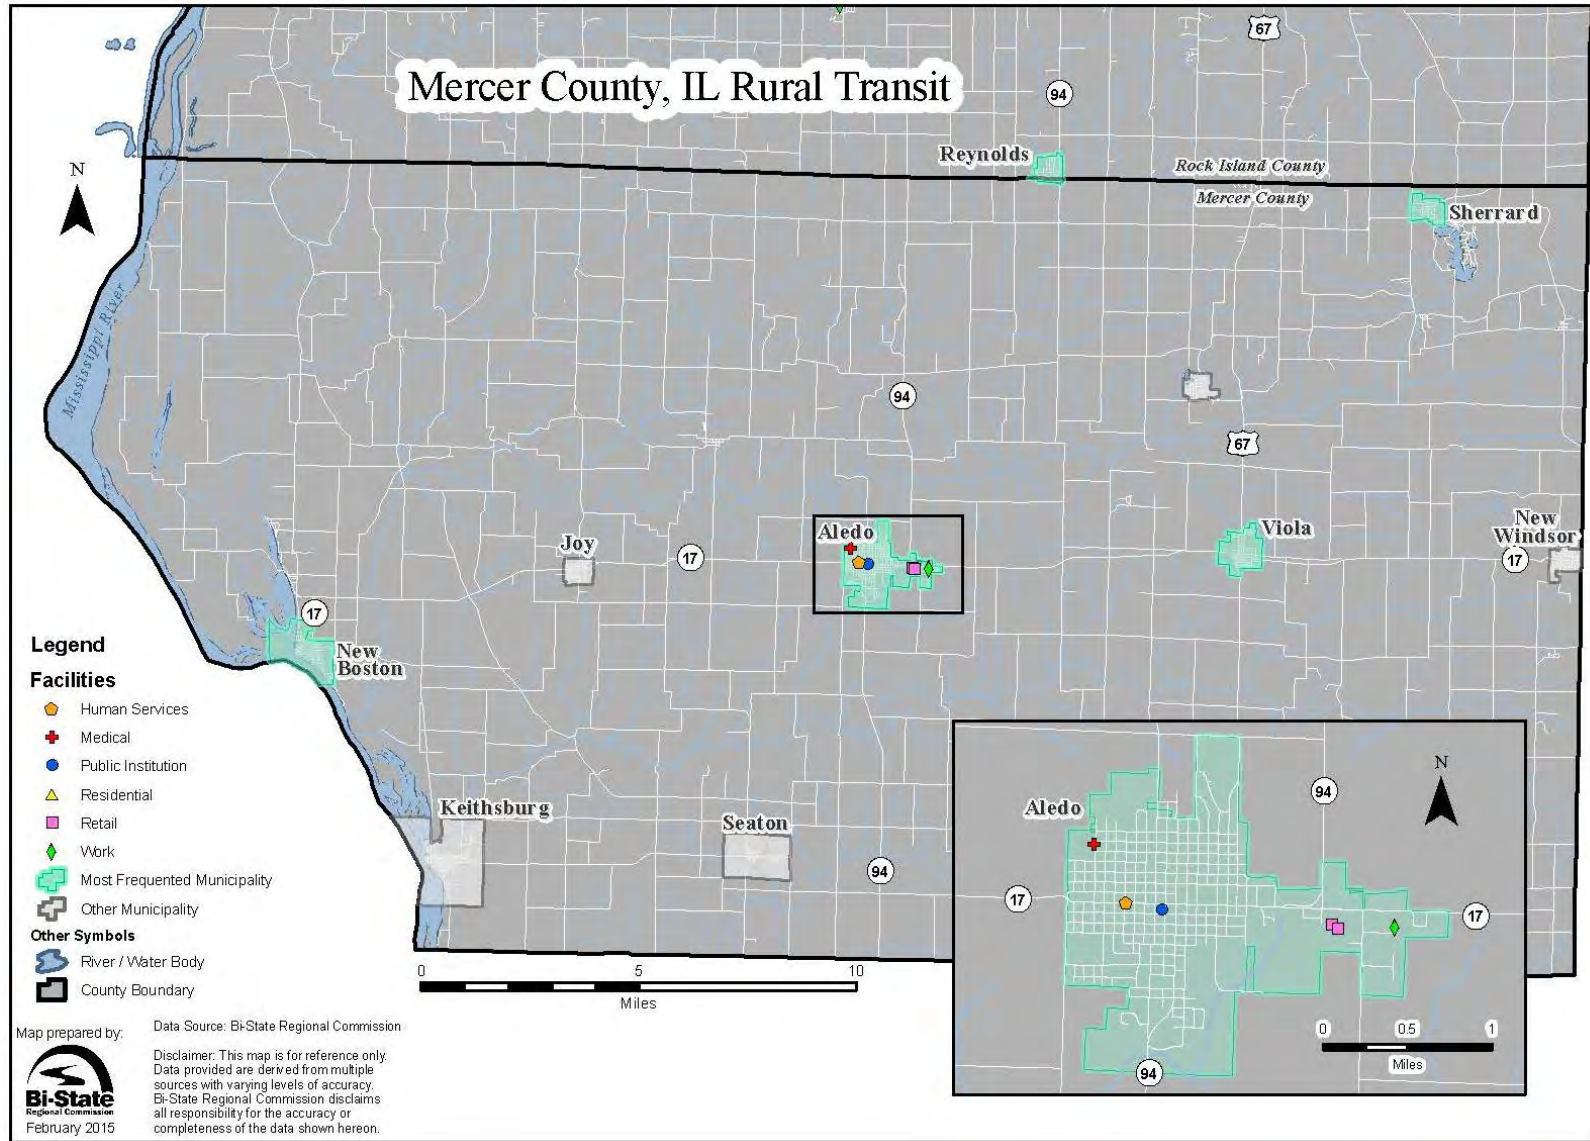 67
Mercer County, IL Rural Transit
94
N
Reynolds
Rock Island County
Mercer County
Sherrard
Mississippi River
94
67
Aledo
Viola
New
Windsor
Joy
17
17
17
New
Boston
Keithsburg
Seaton
94
Legend
Facilities
Human Services
Medical
Public Institution
Residential
Retail
Work
Most Frequented Municipality
Other Municipality
Other Symbols
River / Water Body
County Boundary
0 5 10
Miles
N
94
Aledo
17
17
94
0 0.5 1
Miles
Map prepared by:
Bi-State
Regional Commission
February 2015
Data Source: Bi-State Regional Commission
Disclaimer: This map is for reference only.
Data provided are derived from multiple
sources with varying levels of accuracy.
Bi-State Regional Commission disclaims
all responsibility for the accuracy or
completeness of the data shown hereon.